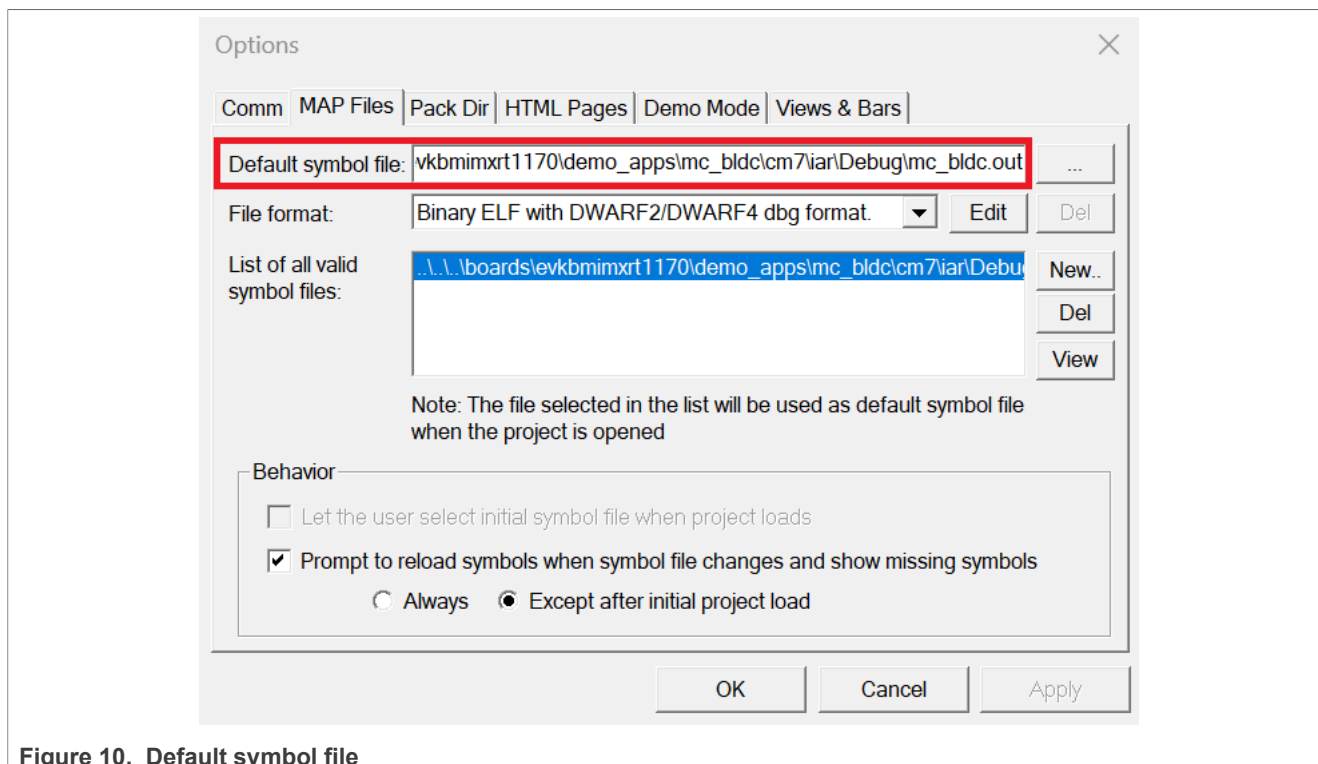 Options
Comm MAP Files Pack Dir HTML Pages Demo Mode Views & Bars
Default symbol file: vkbmimxrt1170\demo_apps\mc_bldc\cm7\iar\Debug\mc_bldc.out ...
File format: Binary ELF with DWARF2/DWARF4 dbg format. Edit Del
List of all valid
symbol files:
..\..\..\boards\evkbmimxrt1170\demo_apps\mc_bldc\cm7\iar\Debug New..
Del
View
Note: The file selected in the list will be used as default symbol file
when the project is opened
Behavior
Let the user select initial symbol file when project loads
Prompt to reload symbols when symbol file changes and show missing symbols
Always Except after initial project load
OK Cancel Apply
Figure 10. Default symbol file